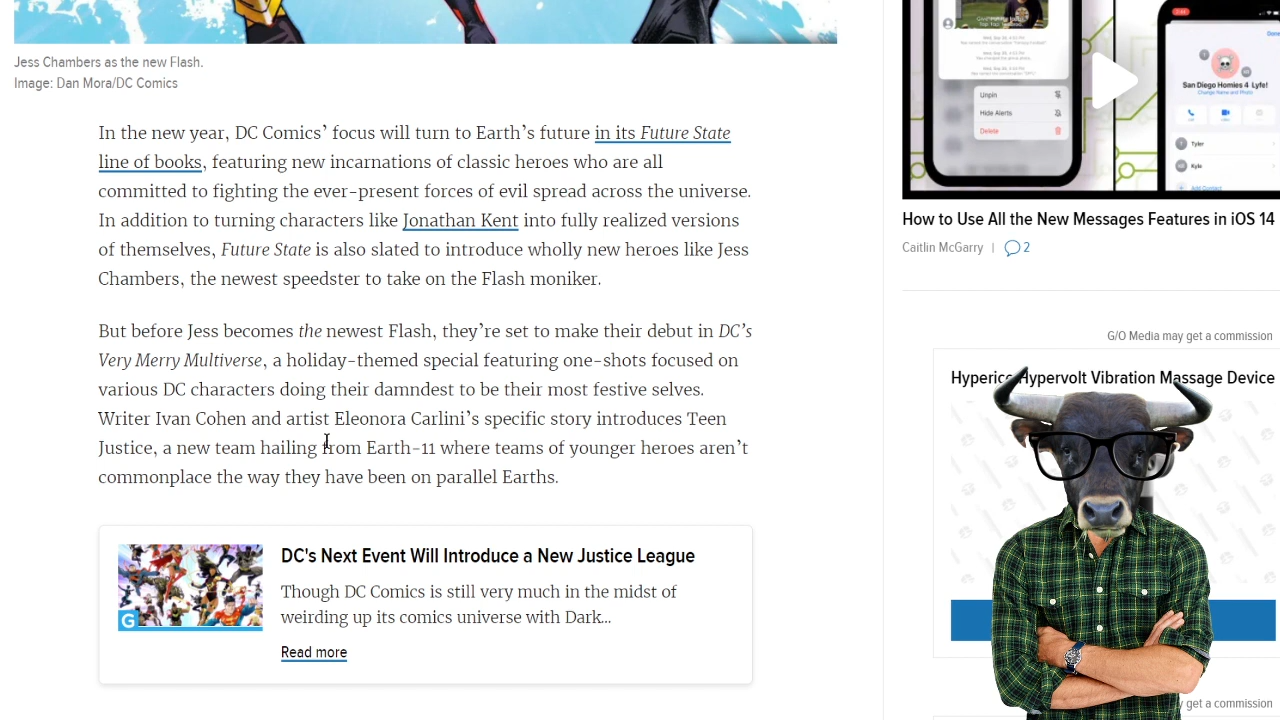 Jess Chambers as the new Flash.
Image: Dan Mora/DC Comics
In the new year, DC Comics’ focus will turn to Earth’s future in its Future State
line of books, featuring new incarnations of classic heroes who are all
committed to fighting the ever-present forces of evil spread across the universe.
In addition to turning characters like Jonathan Kent into fully realized versions
of themselves, Future State is also slated to introduce wholly new heroes like Jess
Chambers, the newest speedster to take on the Flash moniker.
But before Jess becomes the newest Flash, they’re set to make their debut in DC’s
Very Merry Multiverse, a holiday-themed special featuring one-shots focused on
various DC characters doing their damndest to be their most festive selves.
Writer Ivan Cohen and artist Eleonora Carlini’s specific story introduces Teen
Justice, a new team hailing from Earth-11 where teams of younger heroes aren’t
commonplace the way they have been on parallel Earths.
G
DC's Next Event Will Introduce a New Justice League
Though DC Comics is still very much in the midst of
weirding up its comics universe with Dark...
Read more
Unpin
Hide Alerts
Delete
Done
San Diego Homies 4 Lyfe!
Change Name and Photo
Tyler
Kyle
Add Contact
How to Use All the New Messages Features in iOS 14
Caitlin McGarry | 2
G/O Media may get a commission
Hyperice Hypervolt Vibration Massage Device
get a commission